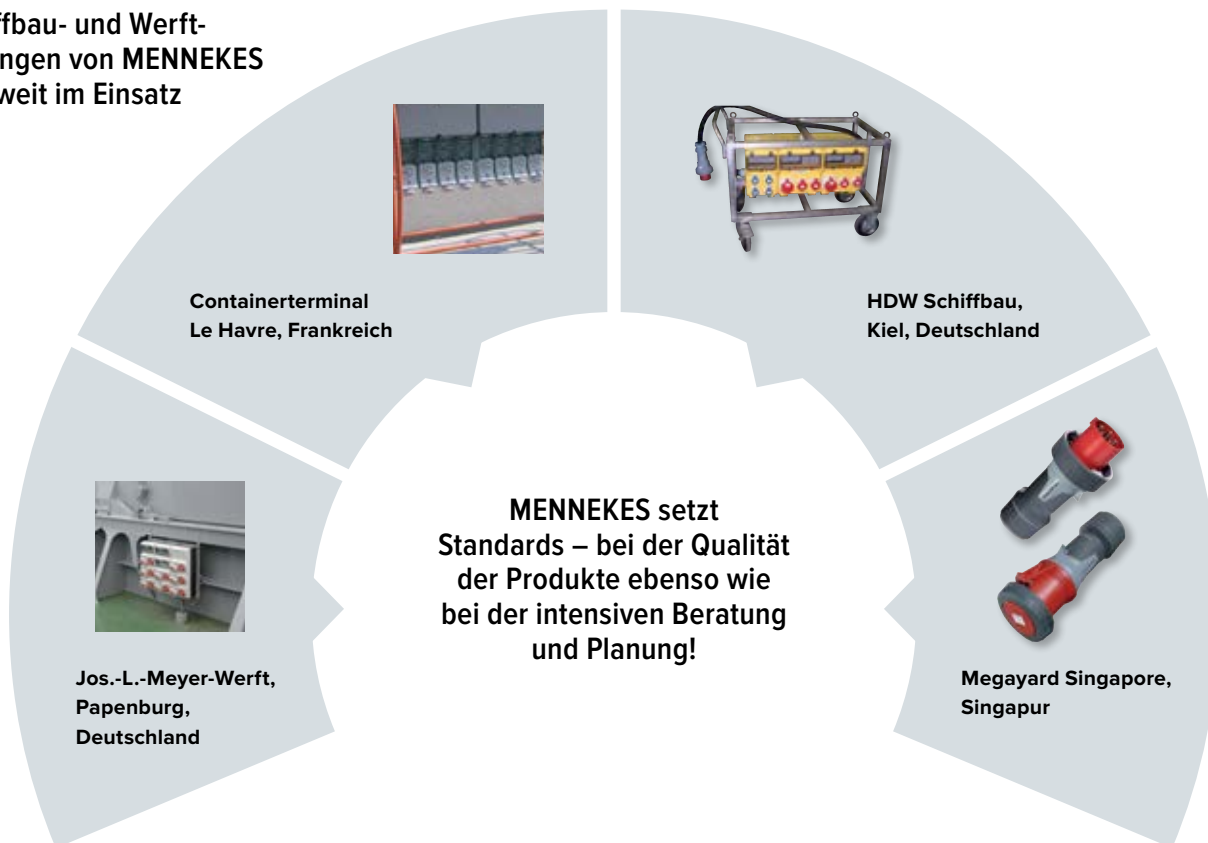 ffbau- und Werft-
ngen von MENNEKES
weit im Einsatz
Containerterminal
Le Havre, Frankreich
HDW Schiffbau,
Kiel, Deutschland
MENNEKES setzt
Standards – bei der Qualität
der Produkte ebenso wie
bei der intensiven Beratung
und Planung!
Jos.-L.-Meyer-Werft,
Papenburg,
Deutschland
Megayard Singapore,
Singapur